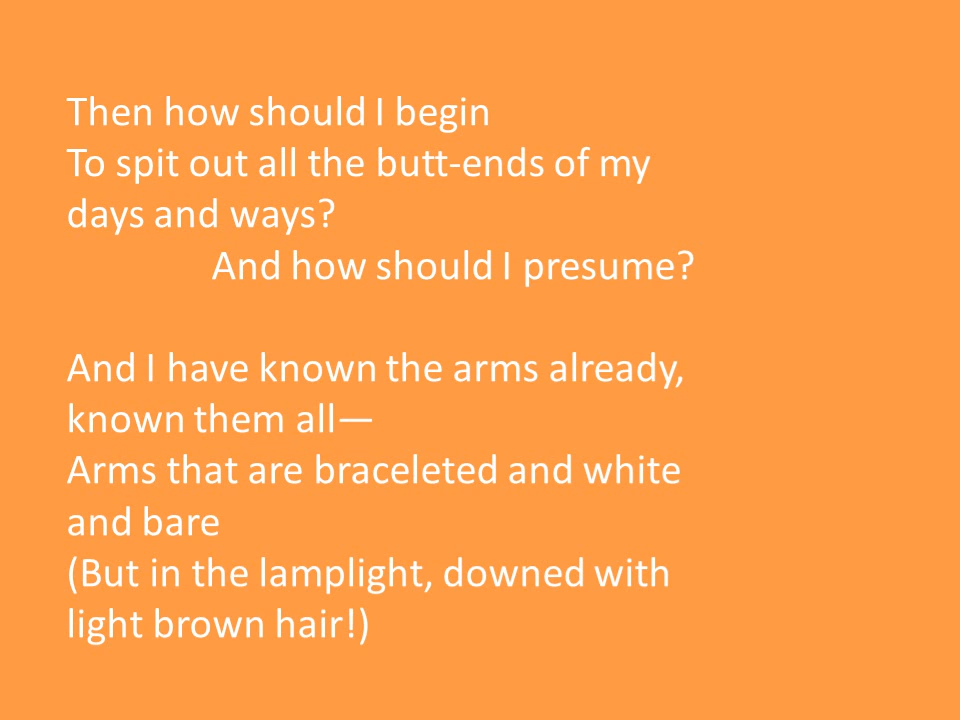 Then how should I begin
To spit out all the butt-ends of my
days and ways?
And how should I presume?
And I have known the arms already,
known them all—
Arms that are braceleted and white
and bare
(But in the lamplight, downed with
light brown hair!)